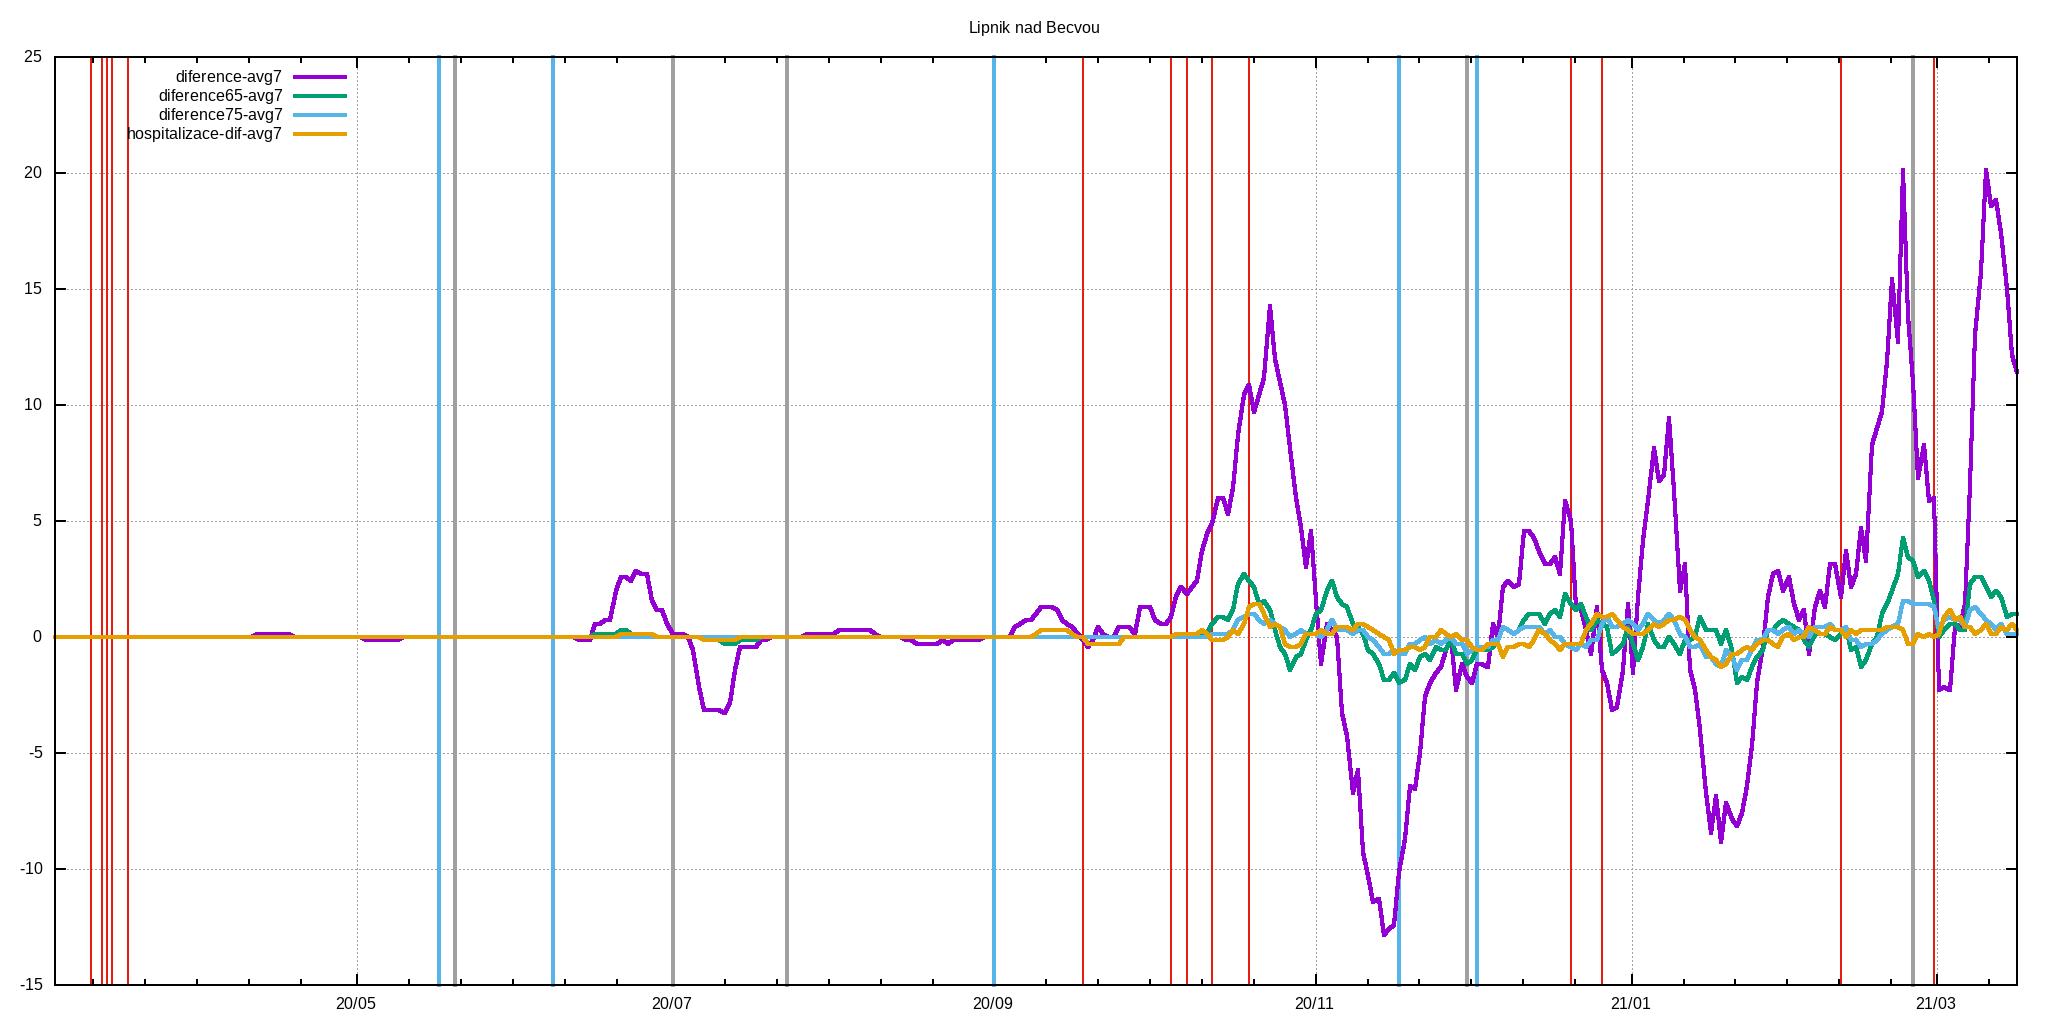 Lipnik nad Becvou
25
20
15
10
5
0
-5
-10
-15
diference-avg7
diference65-avg7
diference75-avg7
hospitalizace-dif-avg7
20/05 20/07 20/09 20/11 21/01 21/03